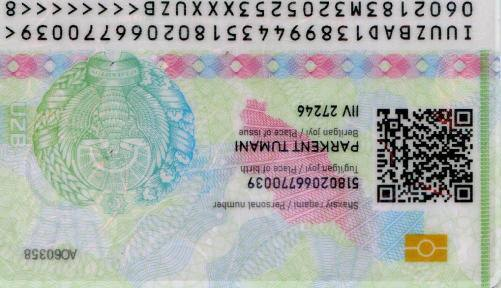 AC60358
Shaxsiy raqami / Personal number
51802066770039
Tug'ilgan joyi / Place of birth
PARKENT TUMANI
Berilgan joyi / Place of issue
IIV 27246
UZB
IUUZBAD1389944351802066770039<
0602183M3205253XXXUZB<<<<<<<<8